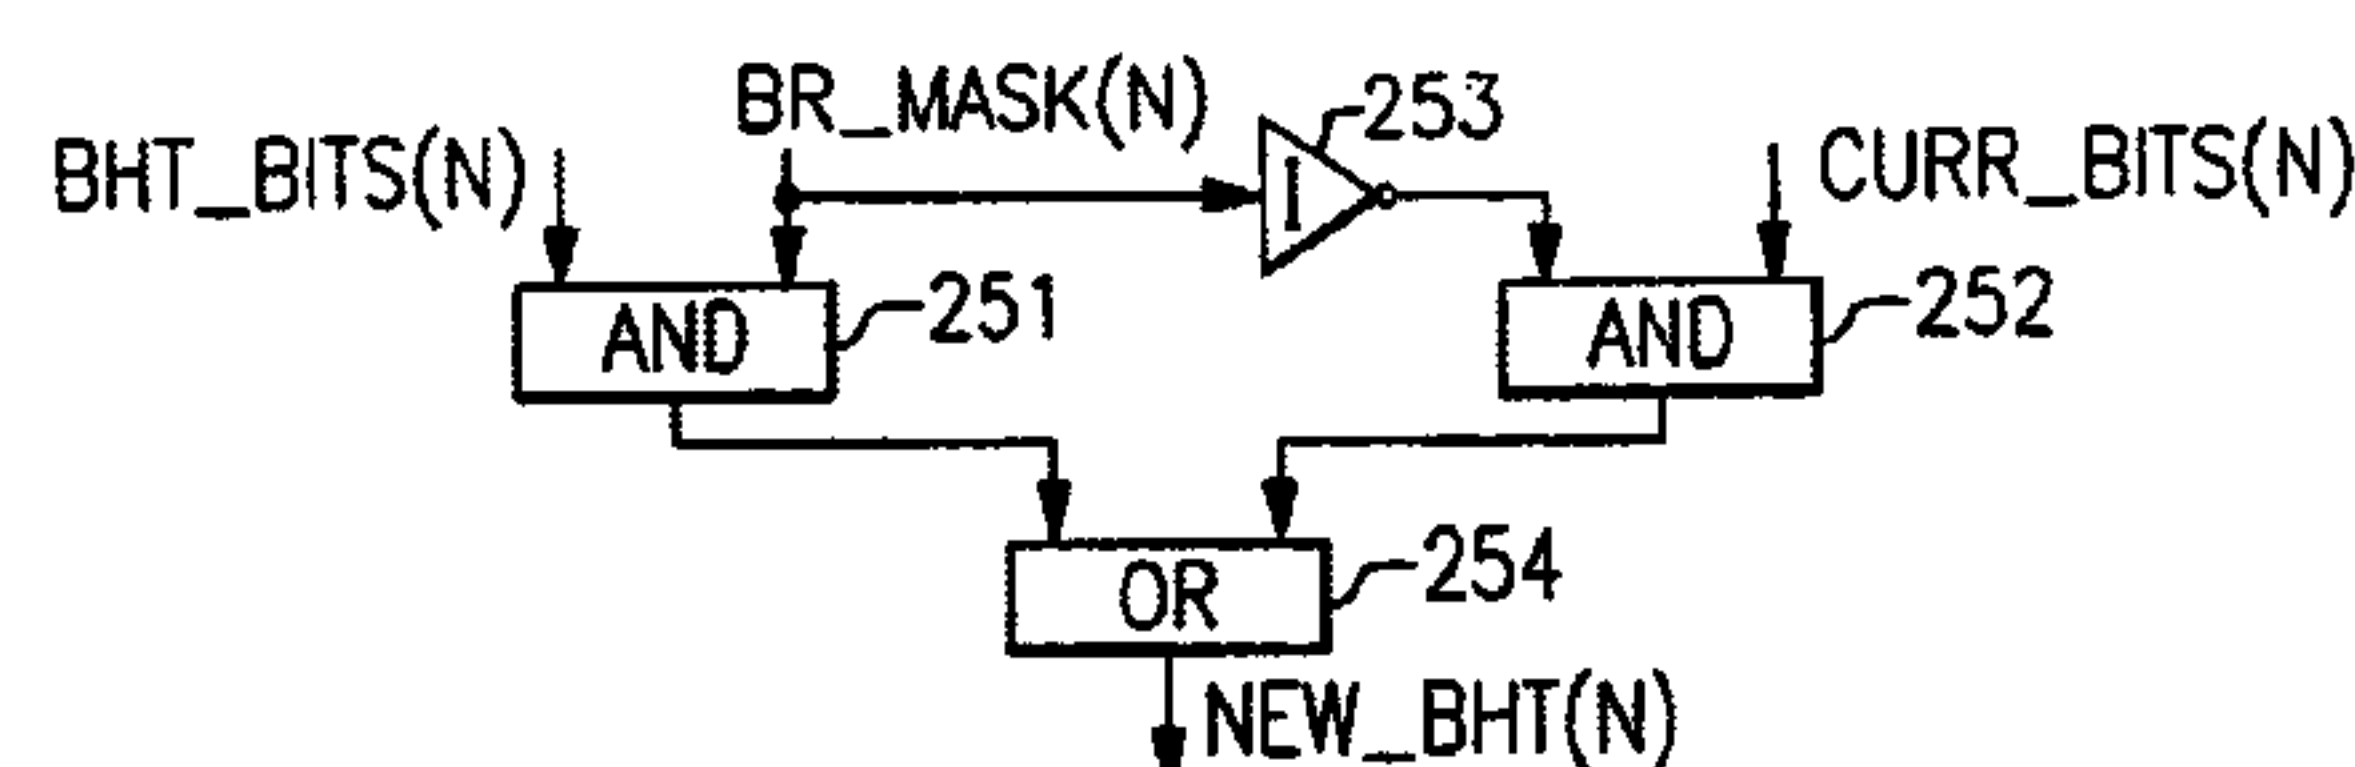 BR_MASK(N)
253
BHT_BITS(N)
CURR_BITS(N)
I
AND
251
AND
252
OR
254
NEW_BHT(N)